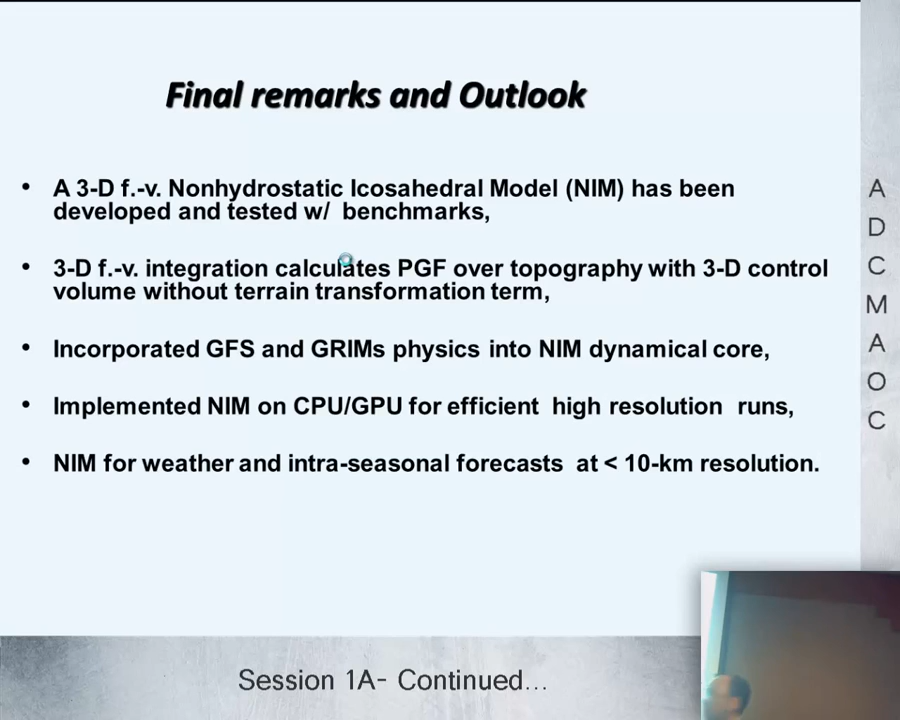 Final remarks and Outlook
• A 3-D f.-v. Nonhydrostatic Icosahedral Model (NIM) has been
developed and tested w/ benchmarks,
• 3-D f.-v. integration calculates PGF over topography with 3-D control
volume without terrain transformation term,
• Incorporated GFS and GRIMs physics into NIM dynamical core,
• Implemented NIM on CPU/GPU for efficient high resolution runs,
• NIM for weather and intra-seasonal forecasts at < 10-km resolution.
A
D
C
M
A
O
C
Session 1A- Continued...